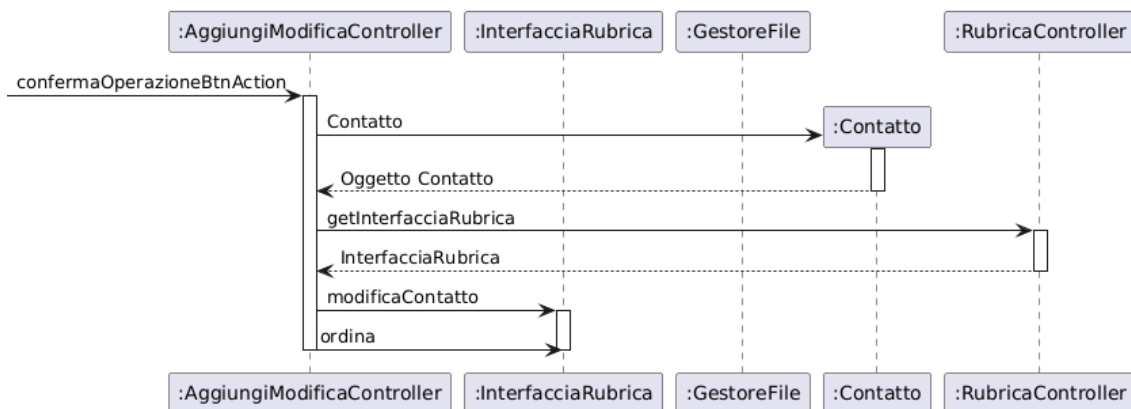 :AggiungiModificaController :InterfacciaRubrica :GestoreFile :RubricaController
confermaOperazioneBtnAction
Contatto
:Contatto
Oggetto Contatto
getInterfacciaRubrica
InterfacciaRubrica
modificaContatto
ordina
:AggiungiModificaController :InterfacciaRubrica :GestoreFile :Contatto :RubricaController